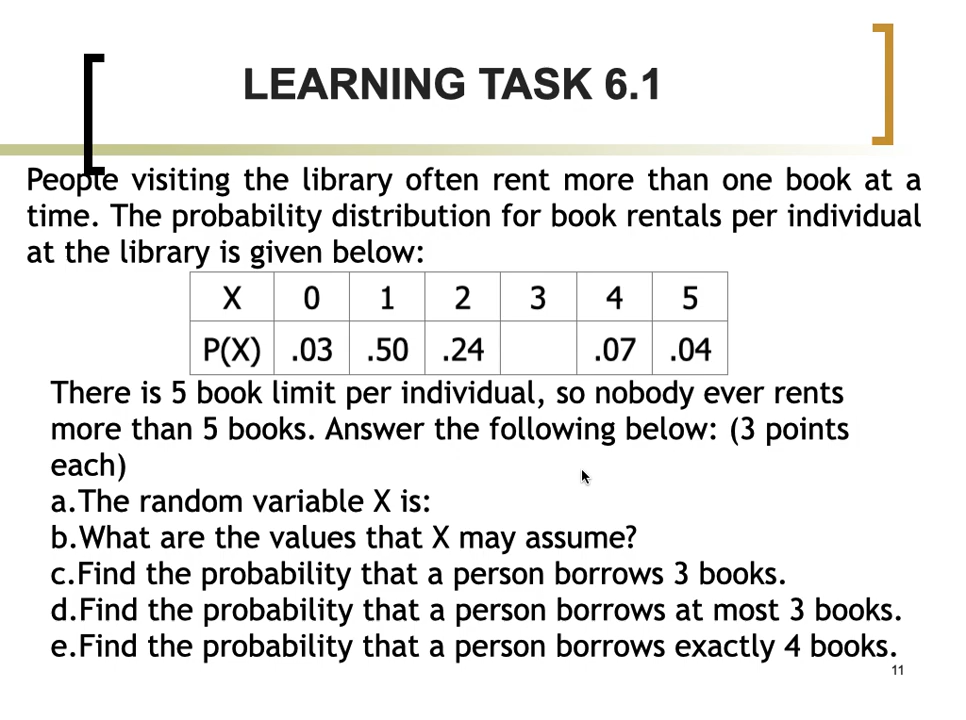 LEARNING TASK 6.1
People visiting the library often rent more than one book at a
time. The probability distribution for book rentals per individual
at the library is given below:
X 0 1 2 3 4 5
P(X) .03 .50 .24 .07 .04
There is 5 book limit per individual, so nobody ever rents
more than 5 books. Answer the following below: (3 points
each)
a.The random variable X is:
b.What are the values that X may assume?
c.Find the probability that a person borrows 3 books.
d.Find the probability that a person borrows at most 3 books.
e.Find the probability that a person borrows exactly 4 books.
11